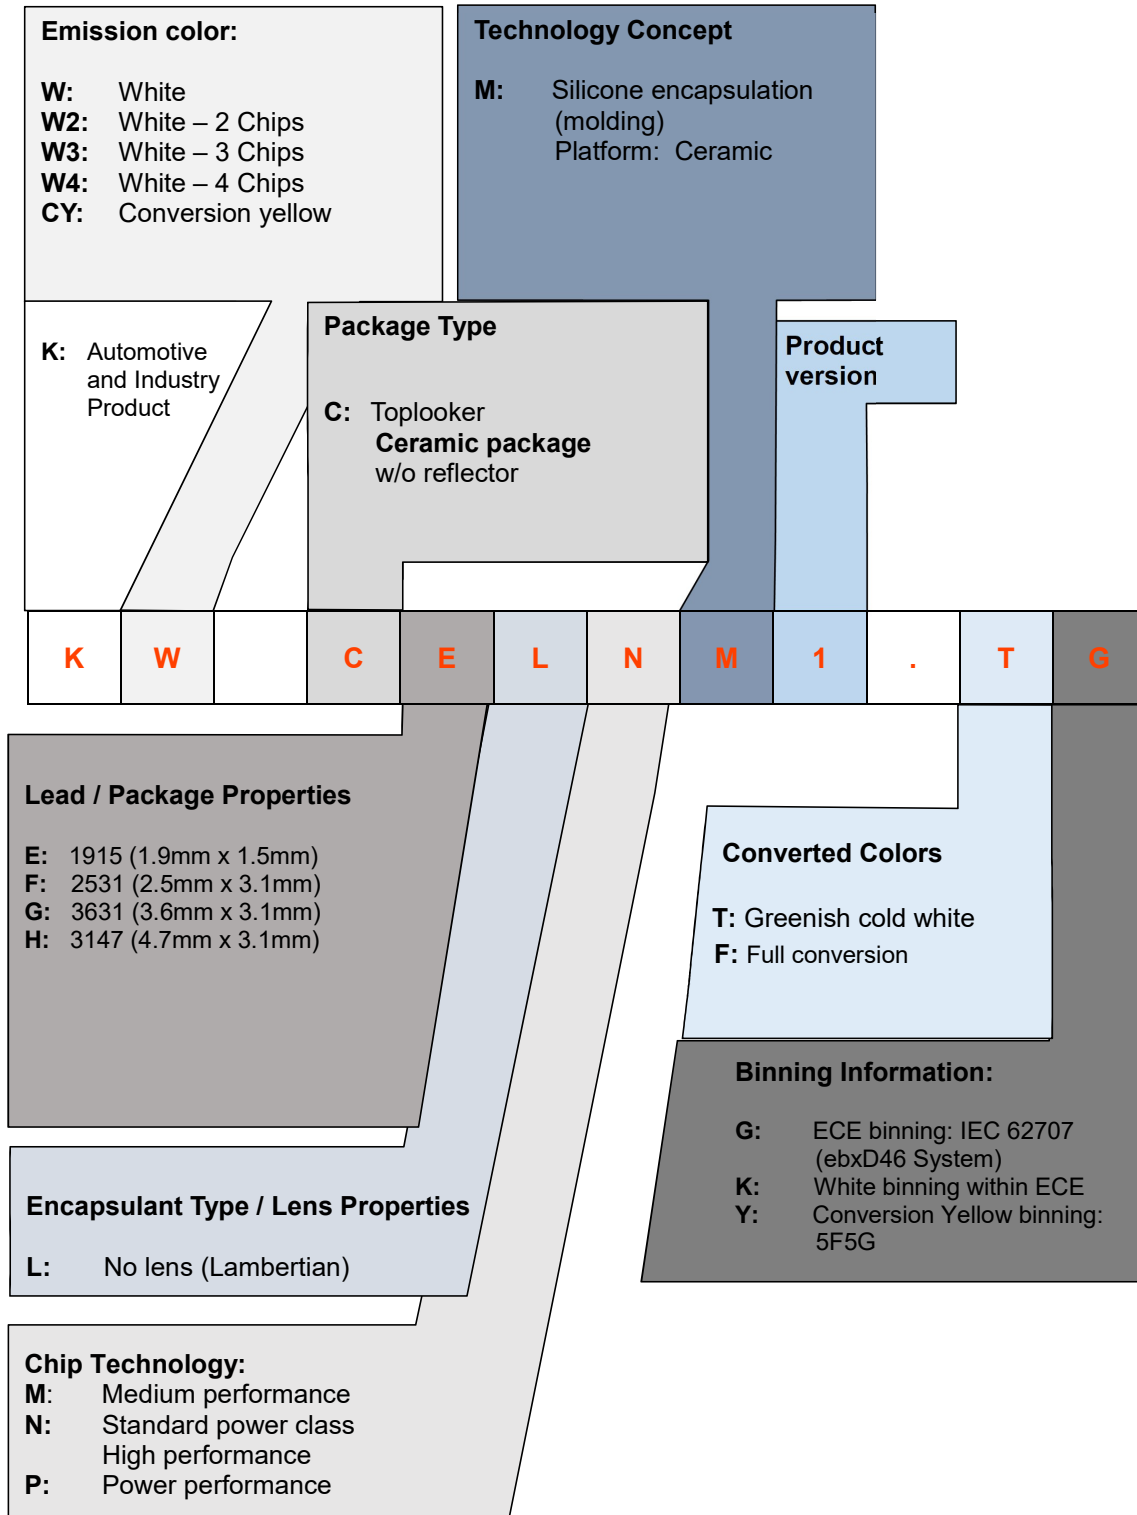 Emission color:
W: White
W2: White – 2 Chips
W3: White – 3 Chips
W4: White – 4 Chips
CY: Conversion yellow
Technology Concept
M: Silicone encapsulation
(molding)
Platform: Ceramic
K: Automotive
and Industry
Product
Package Type
C: Toplooker
Ceramic package
w/o reflector
Product
version
K W C E L N M 1 . T G
Lead / Package Properties
E: 1915 (1.9mm x 1.5mm)
F: 2531 (2.5mm x 3.1mm)
G: 3631 (3.6mm x 3.1mm)
H: 3147 (4.7mm x 3.1mm)
Converted Colors
T: Greenish cold white
F: Full conversion
Binning Information:
G: ECE binning: IEC 62707
(ebxD46 System)
K: White binning within ECE
Y: Conversion Yellow binning:
5F5G
Encapsulant Type / Lens Properties
L: No lens (Lambertian)
Chip Technology:
M: Medium performance
N: Standard power class
High performance
P: Power performance